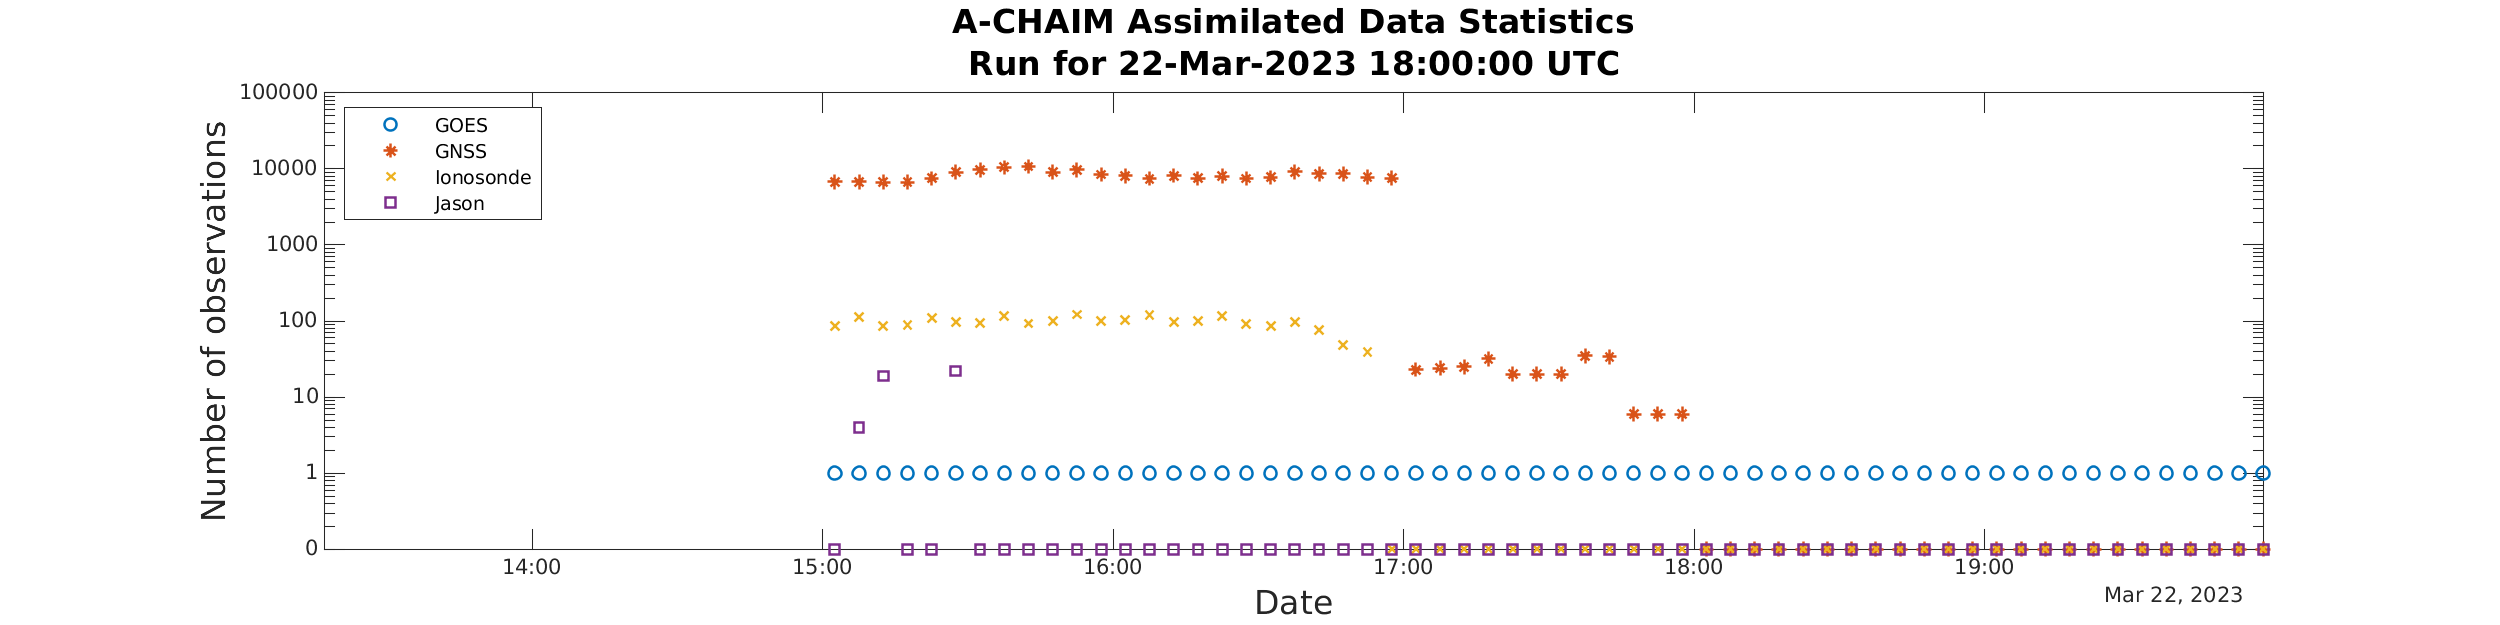 A-CHAIM Assimilated Data Statistics
Run for 22-Mar-2023 18:00:00 UTC
Number of observations
100000
10000
1000
100
10
1
0
GOES
GNSS
Ionosonde
Jason
14:00 15:00 16:00 17:00 18:00 19:00
Date
Mar 22, 2023